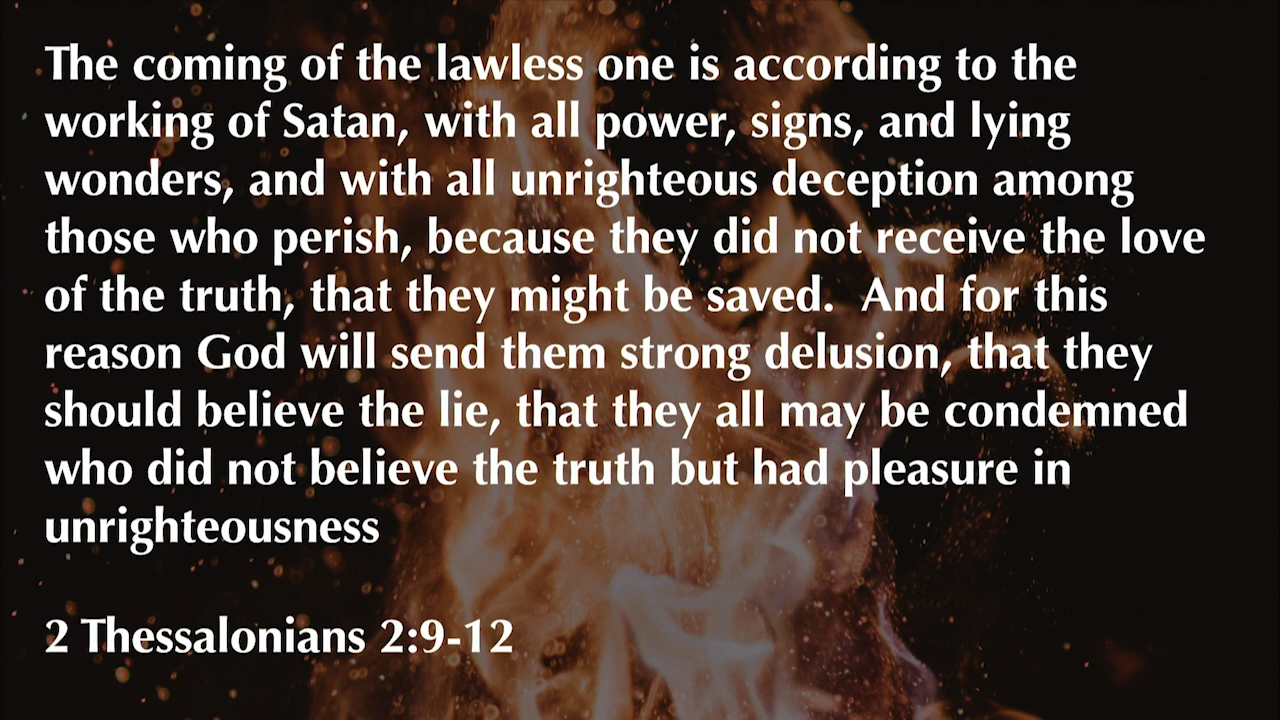 The coming of the lawless one is according to the
working of Satan, with all power, signs, and lying
wonders, and with all unrighteous deception among
those who perish, because they did not receive the love
of the truth, that they might be saved.  And for this
reason God will send them strong delusion, that they
should believe the lie, that they all may be condemned
who did not believe the truth but had pleasure in
unrighteousness
2 Thessalonians 2:9-12